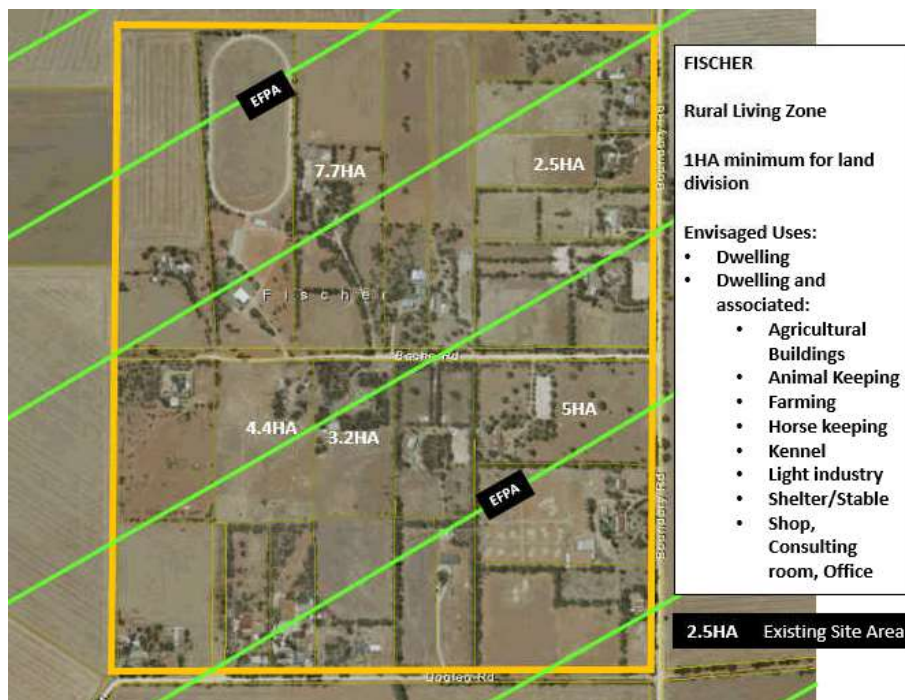 EFPA
7.7HA
2.5HA
Boundary Rd
Fischer
4.4HA
3.2HA
5HA
EFPA
Boundary Rd
FISCHER
Rural Living Zone
1HA minimum for land
division
Envisaged Uses:
• Dwelling
• Dwelling and
associated:
• Agricultural
Buildings
• Animal Keeping
• Farming
• Horse keeping
• Kennel
• Light industry
• Shelter/Stable
• Shop,
Consulting
room, Office
2.5HA Existing Site Area